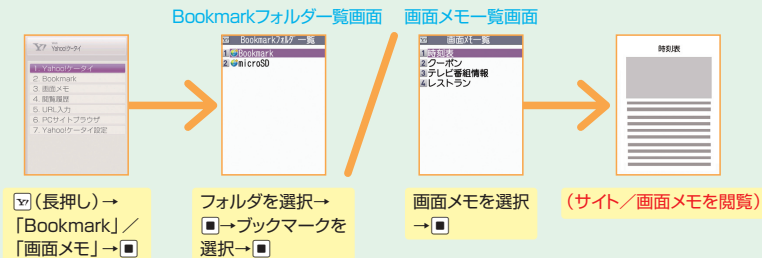 Bookmarkフォルダ一覧画面
画面メモ一覧画面
Yahoo!ケータイ
1. Yahoo!ケータイ
2. Bookmark
3. 画面メモ
4. 閲覧履歴
5. URL入力
6. PCサイトブラウザ
7. Yahoo!ケータイ設定
Bookmarkフォルダ 一覧
1 Bookmark
2 microSD
画面メモ一覧
1 時刻表
2 クーポン
3 テレビ番組情報
4 レストラン
時刻表
Y!(長押し)→
「Bookmark」/
「画面メモ」→■
フォルダを選択→
■→ブックマークを
選択→■
画面メモを選択
→■
(サイト/画面メモを閲覧)